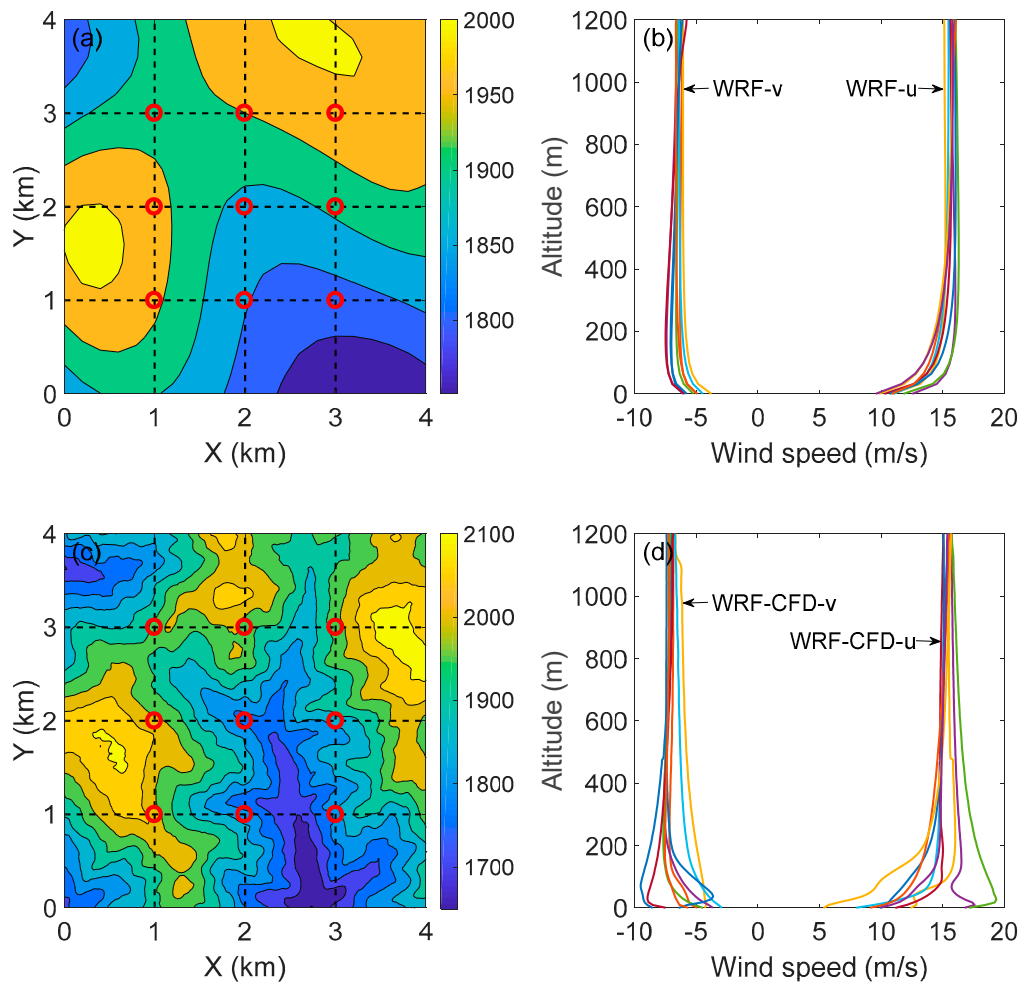 (a)
4
3
2
1
0
Y (km)
0 1 2 3 4
X (km)
2000
1950
1900
1850
1800
(b)
1200
1000
800
600
400
200
0
Altitude (m)
WRF-v
WRF-u
-10 -5 0 5 10 15 20
Wind speed (m/s)
(c)
4
3
2
1
0
Y (km)
0 1 2 3 4
X (km)
2100
2000
1900
1800
1700
(d)
1200
1000
800
600
400
200
0
Altitude (m)
WRF-CFD-v
WRF-CFD-u
-10 -5 0 5 10 15 20
Wind speed (m/s)